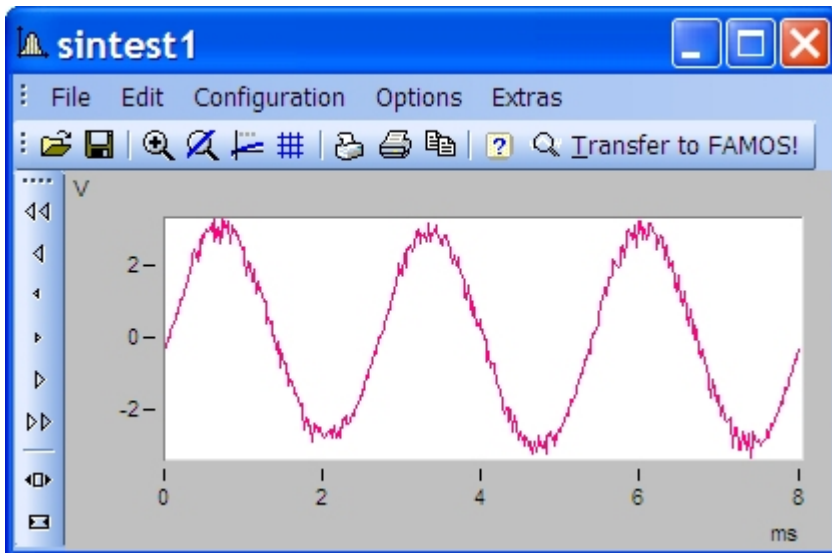 sintest1
File Edit Configuration Options Extras
? Transfer to FAMOS!
V
2
0
-2
0 2 4 6 8
ms